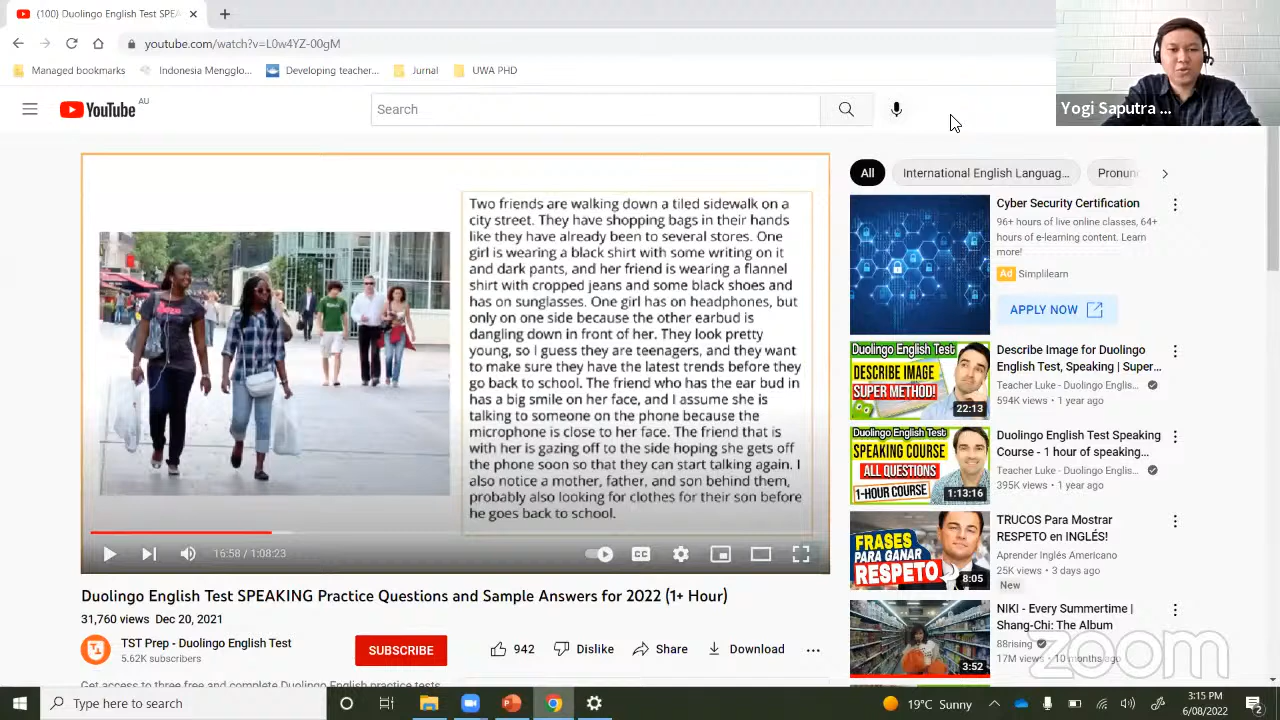 (100) Duolingo English Test SPEA
youtube.com/watch?v=L0w4YZ-00gM
Managed bookmarks
Indonesia Mengglo...
Developing teacher...
Jurnal
LPDP
Yogi Saputra ...
YouTube AU
Search
All
International English Languag...
Pronun
Two friends are walking down a tiled sidewalk on a
city street. They have shopping bags in their hands
like they have already been to several stores. One
girl is wearing a black shirt with some writing on it
and dark pants, and her friend is wearing a flannel
shirt with cropped jeans and some black shoes and
has on sunglasses. One girl has on headphones, but
only on one side because the other earbud is
dangling down in front of her. They look pretty
young, so I guess they are teenagers, and they want
to make sure they have the latest trends before they
go back to school. The friend who has the ear bud in
has a big smile on her face, and I assume she is
talking to someone on the phone because the
microphone is close to her face. The friend that is
with her is gazing off to the side hoping she gets off
the phone soon so that they can start talking again. I
also notice a mother, father, and son behind them,
probably also looking for clothes for their son before
he goes back to school.
16:58 / 1:08:23
CC
Duolingo English Test SPEAKING Practice Questions and Sample Answers for 2022 (1+ Hour)
31,760 views Dec 20, 2021
TST Prep - Duolingo English Test
5.62K subscribers
SUBSCRIBE
942
Dislike
Share
Download
Cyber Security Certification
96+ hours of live online classes, 64+
hours of e-learning content. Learn
more!
Ad Simplilearn
APPLY NOW
Duolingo English Test
DESCRIBE IMAGE
SUPER METHOD!
22:13
Describe Image for Duolingo
English Test, Speaking | Super...
Teacher Luke - Duolingo Englis...
594K views • 1 year ago
Duolingo English Test
SPEAKING COURSE
ALL QUESTIONS
1-HOUR COURSE
1:13:16
Duolingo English Test Speaking
Course - 1 hour of speaking...
Teacher Luke - Duolingo Englis...
395K views • 1 year ago
FRASES
PARA GANAR
RESPETO
8:05
TRUCOS Para Mostrar
RESPETO en INGLÉS!
Aprender Inglés Americano
25K views • 3 days ago
New
3:52
NIKI - Every Summertime |
Shang-Chi: The Album
88rising
17M views • 10 months ago
zoom
Type here to search
19°C Sunny
3:15 PM
6/08/2022
2